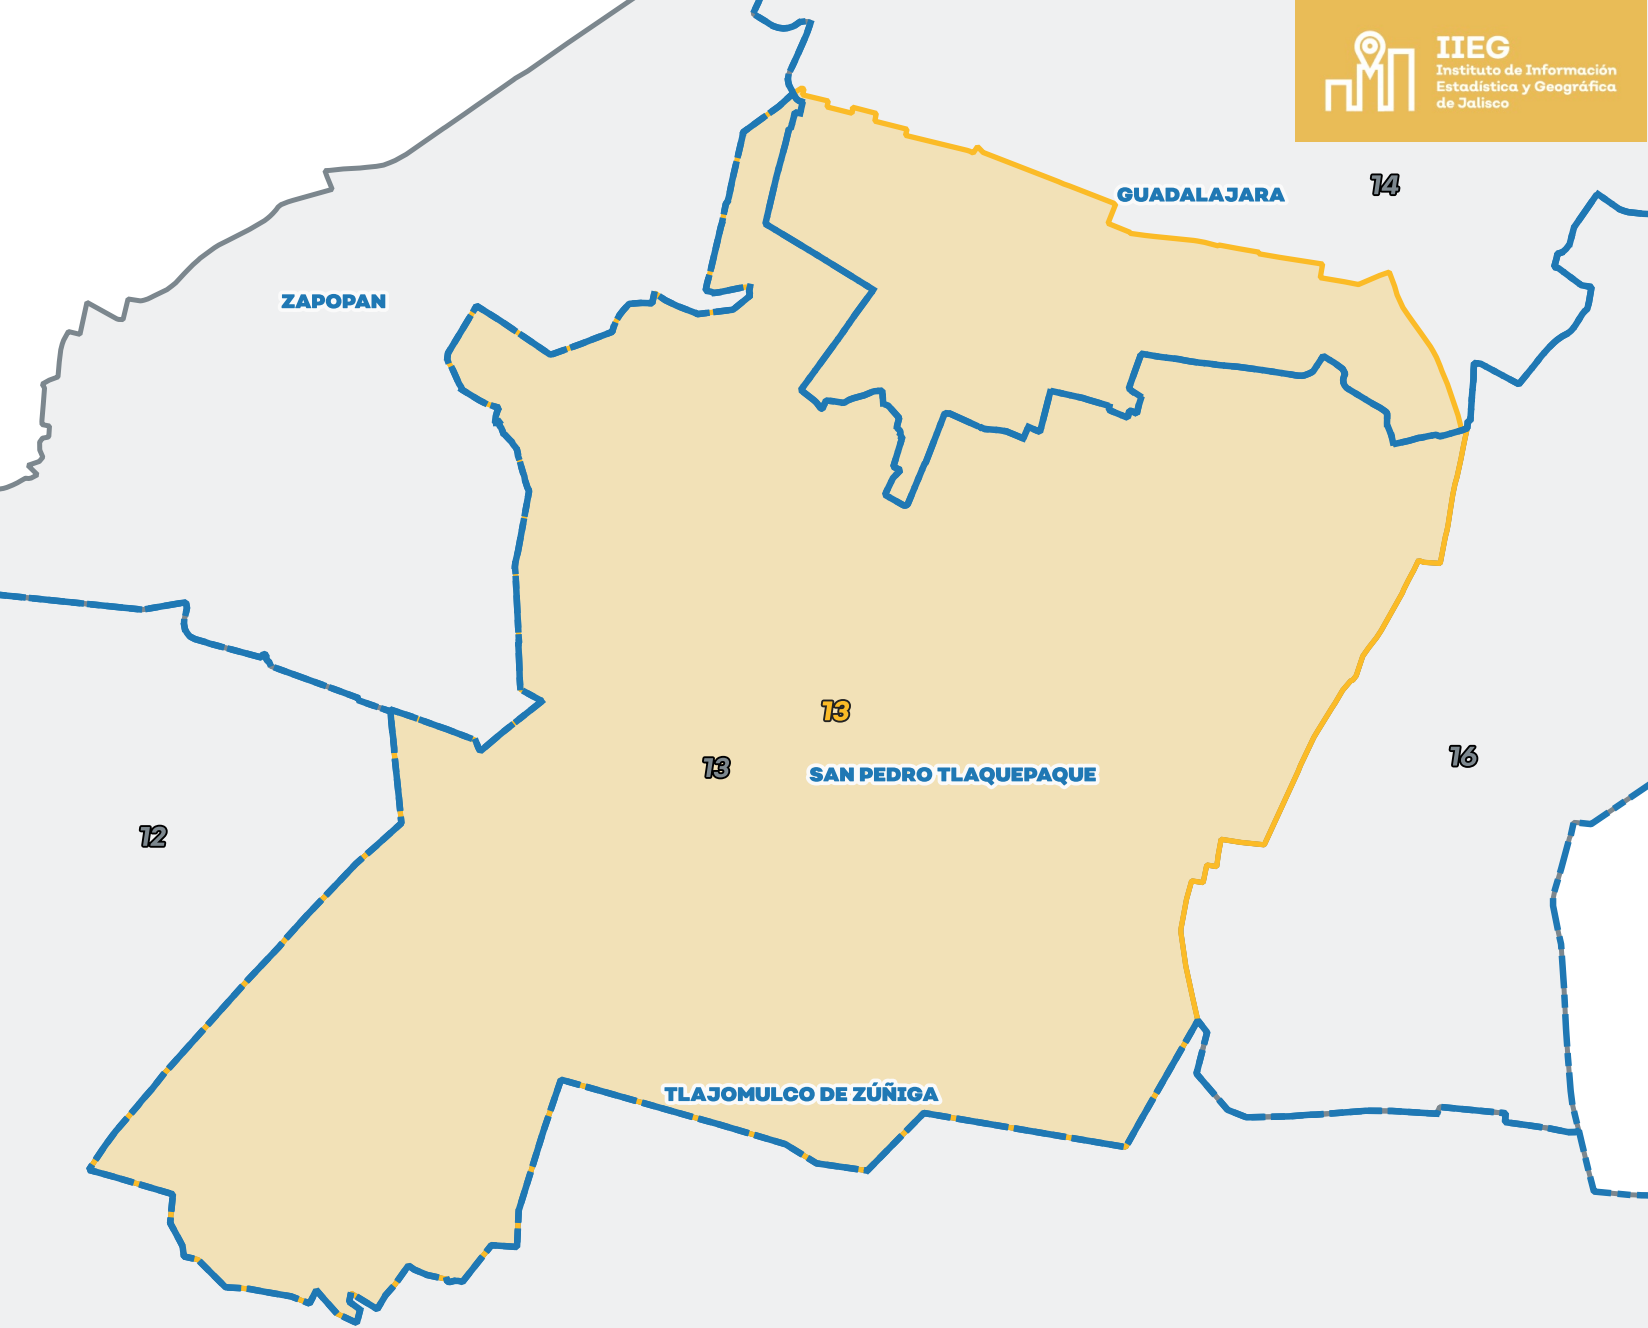 IIEG
Instituto de Información
Estadística y Geográfica
de Jalisco
14
GUADALAJARA
ZAPOPAN
13
16
13
SAN PEDRO TLAQUEPAQUE
12
TLAJOMULCO DE ZÚÑIGA